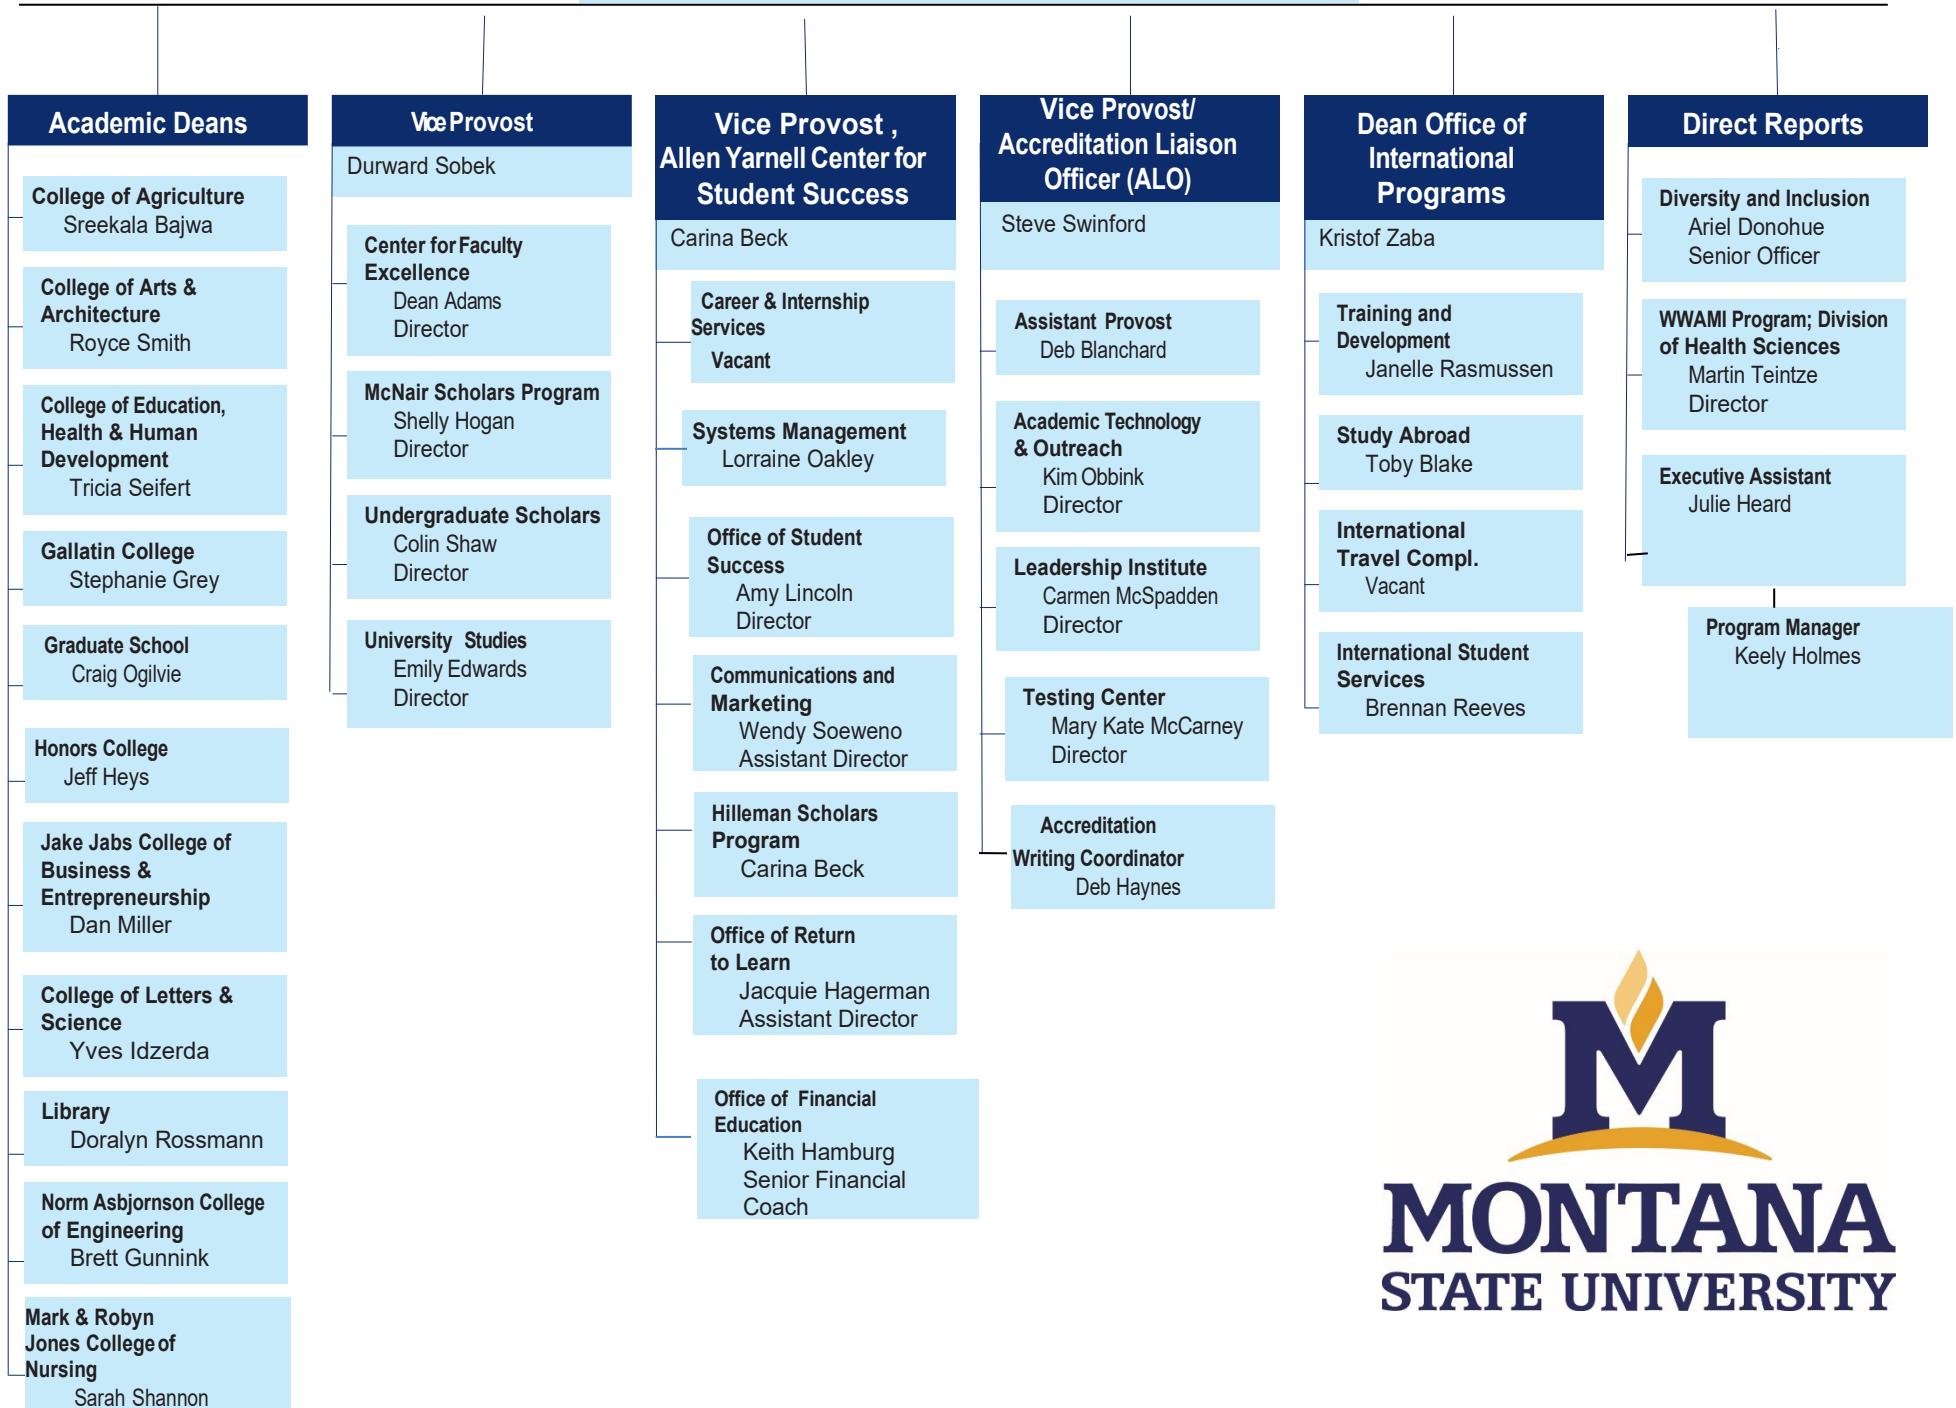 Academic Deans
College of Agriculture
Sreekala Bajwa
College of Arts &
Architecture
Royce Smith
College of Education,
Health & Human
Development
Tricia Seifert
Gallatin College
Stephanie Grey
Graduate School
Craig Ogilvie
Honors College
Jeff Heys
Jake Jabs College of
Business &
Entrepreneurship
Dan Miller
College of Letters &
Science
Yves Idzerda
Library
Doralyn Rossmann
Norm Asbjornson College
of Engineering
Brett Gunnink
Mark & Robyn
Jones College of
Nursing
Sarah Shannon
Vice Provost
Durward Sobek
Center for Faculty
Excellence
Dean Adams
Director
McNair Scholars Program
Shelly Hogan
Director
Undergraduate Scholars
Colin Shaw
Director
University Studies
Emily Edwards
Director
Vice Provost ,
Allen Yarnell Center for
Student Success
Carina Beck
Career & Internship
Services
Vacant
Systems Management
Lorraine Oakley
Office of Student
Success
Amy Lincoln
Director
Communications and
Marketing
Wendy Soeweno
Assistant Director
Hilleman Scholars
Program
Carina Beck
Office of Return
to Learn
Jacquie Hagerman
Assistant Director
Office of Financial
Education
Keith Hamburg
Senior Financial
Coach
Vice Provost/
Accreditation Liaison
Officer (ALO)
Steve Swinford
Assistant Provost
Deb Blanchard
Academic Technology
& Outreach
Kim Obbink
Director
Leadership Institute
Carmen McSpadden
Director
Testing Center
Mary Kate McCarney
Director
Accreditation
Writing Coordinator
Deb Haynes
Dean Office of
International
Programs
Kristof Zaba
Training and
Development
Janelle Rasmussen
Study Abroad
Toby Blake
International
Travel Compl.
Vacant
International Student
Services
Brennan Reeves
Direct Reports
Diversity and Inclusion
Ariel Donohue
Senior Officer
WWAMI Program; Division
of Health Sciences
Martin Teintze
Director
Executive Assistant
Julie Heard
Program Manager
Keely Holmes
M
MONTANA
STATE UNIVERSITY